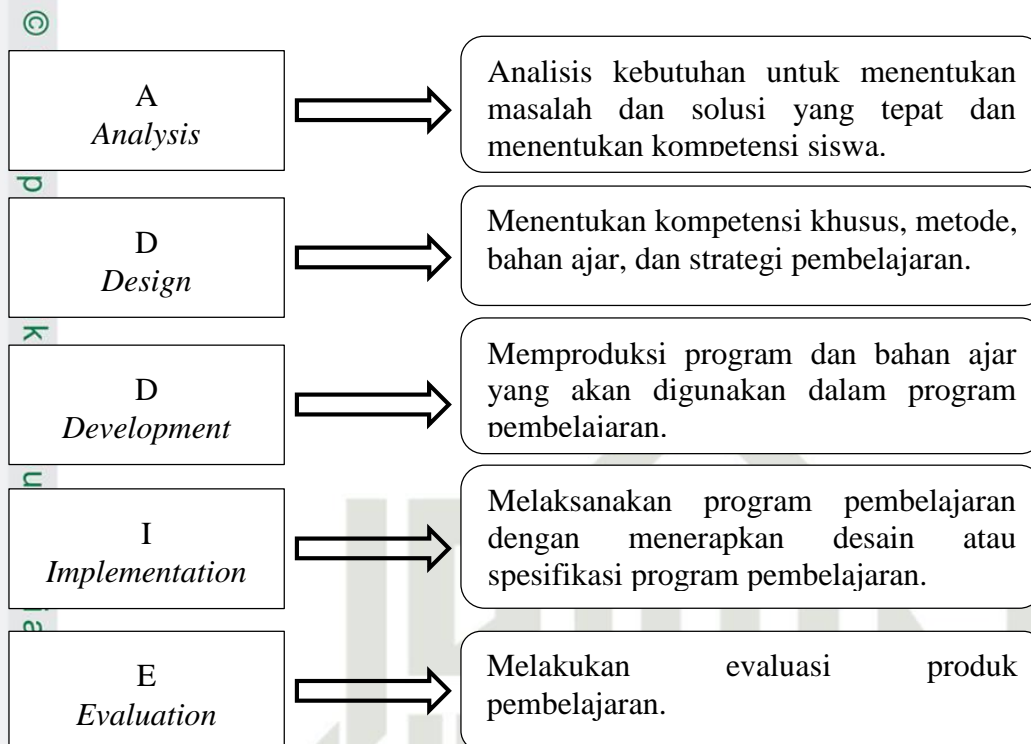 ©
A
Analysis
Analisis kebutuhan untuk menentukan
masalah dan solusi yang tepat dan
menentukan kompetensi siswa.
p
D
Design
Menentukan kompetensi khusus, metode,
bahan ajar, dan strategi pembelajaran.
k
D
Development
Memproduksi program dan bahan ajar
yang akan digunakan dalam program
pembelajaran.
u
I
Implementation
Melaksanakan program pembelajaran
dengan menerapkan desain atau
spesifikasi program pembelajaran.
ia
E
Evaluation
Melakukan evaluasi produk
pembelajaran.